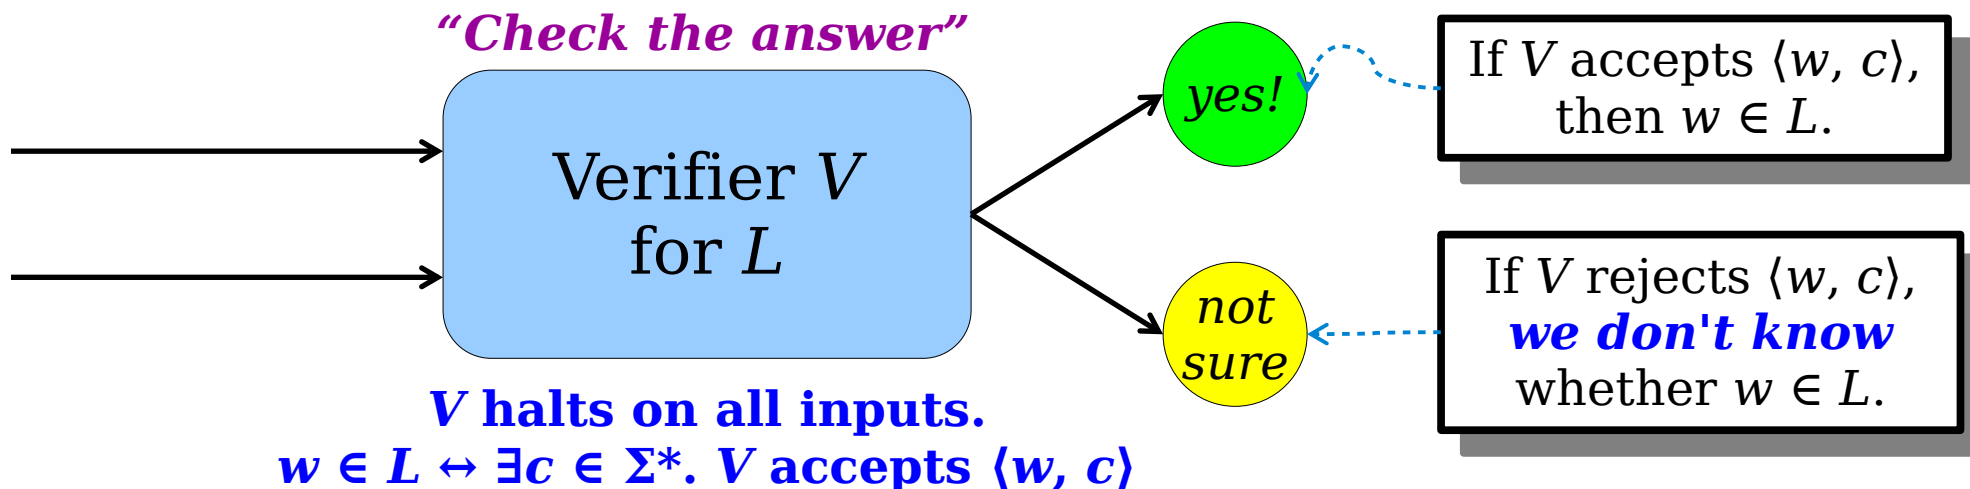 “Check the answer”
Verifier V
for L
V halts on all inputs.
w ∈ L ↔ ∃c ∈ Σ*. V accepts ⟨w, c⟩
yes!
not
sure
If V accepts ⟨w, c⟩,
then w ∈ L.
If V rejects ⟨w, c⟩,
we don't know
whether w ∈ L.